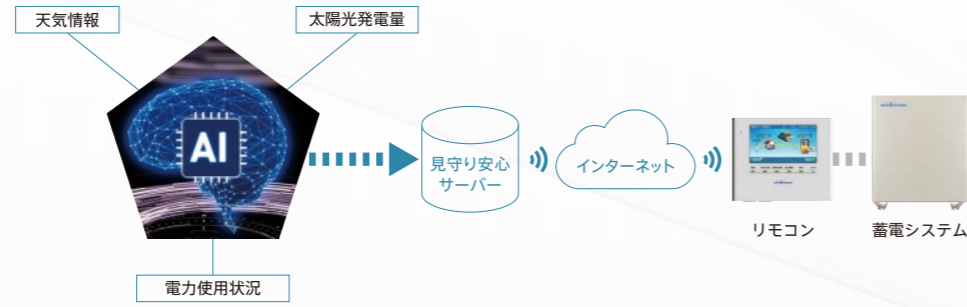 天気情報
太陽光発電量
AI
見守り安心
サーバー
インターネット
リモコン
蓄電システム
電力使用状況